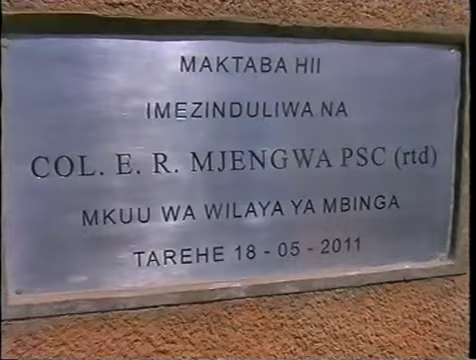 MAKTABA HII
IMEZINDULIWA NA
COL. E. R. MJENGWA PSC (rtd)
MKUU WA WILAYA YA MBINGA
TAREHE 18 - 05 - 2011